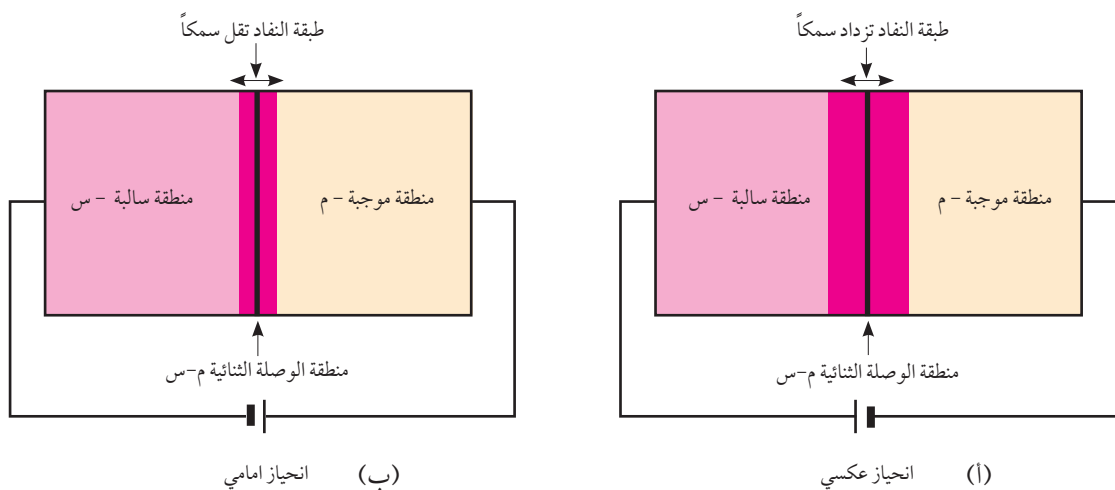 طبقة النفاد تزداد سمكاً
منطقة موجبة - م
منطقة سالبة - س
منطقة الوصلة الثنائية م-س
(أ) انحياز عكسي
طبقة النفاد تقل سمكاً
منطقة موجبة - م
منطقة سالبة - س
منطقة الوصلة الثنائية م-س
(ب) انحياز امامي